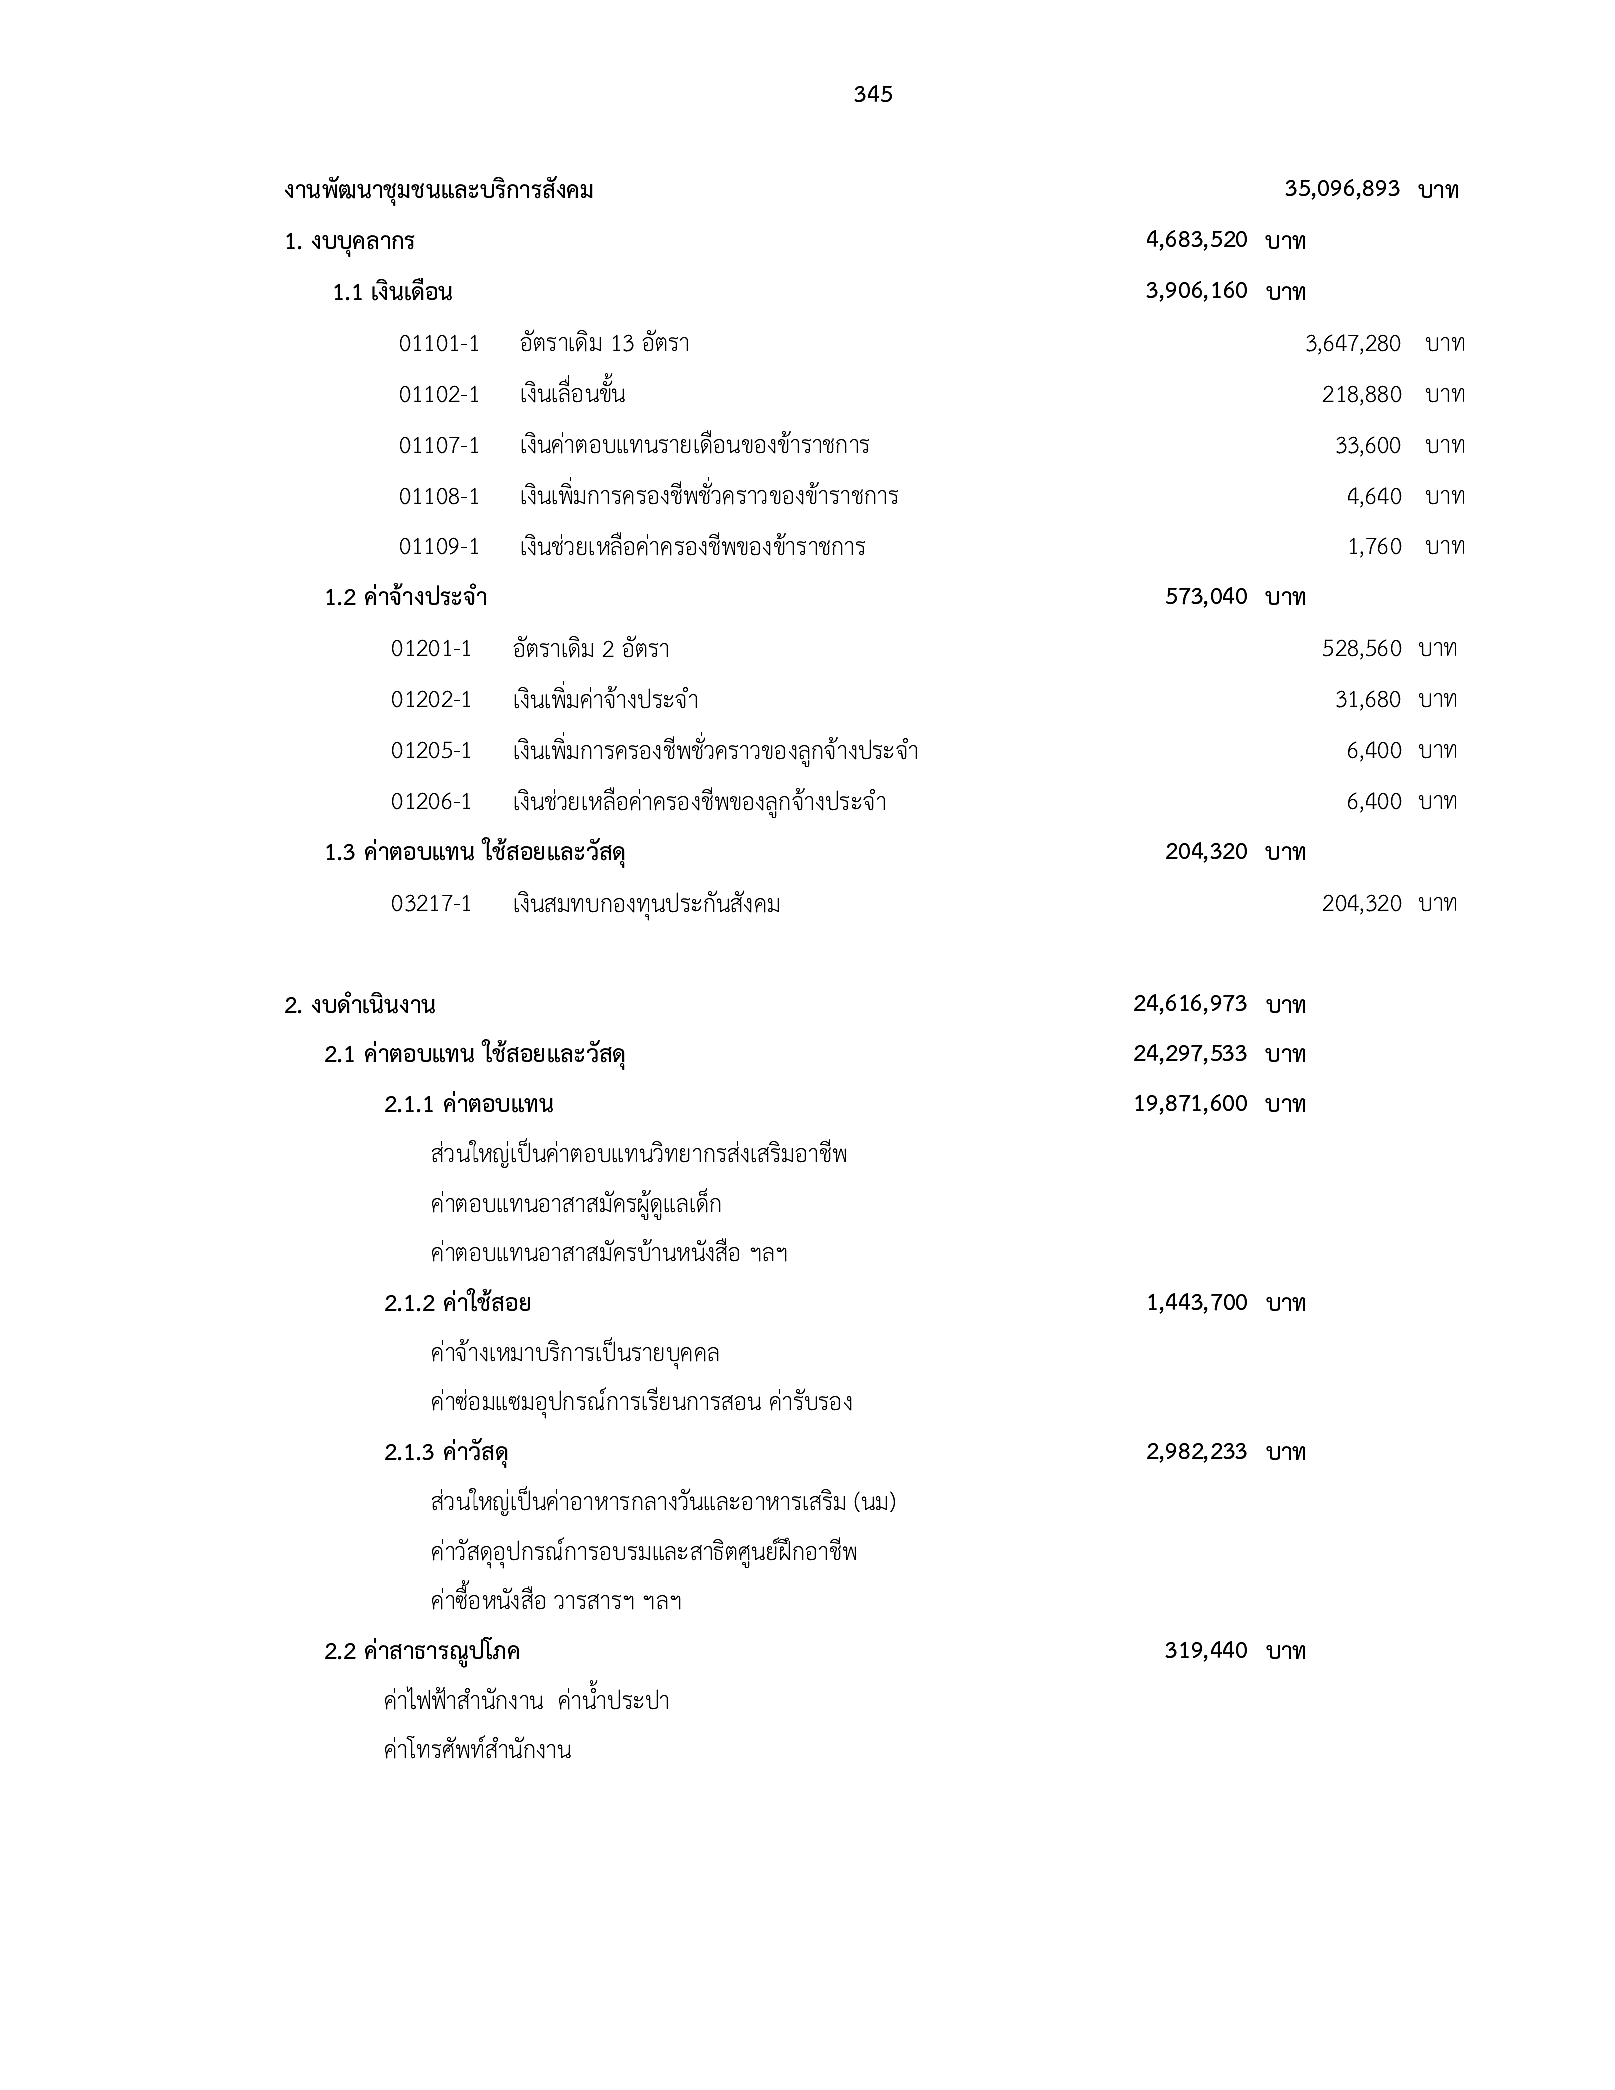 345
งานพัฒนาชุมชนและบริการสังคม 35,096,893 บาท
1. งบบุคลากร 4,683,520 บาท
1.1 เงินเดือน 3,906,160 บาท
01101-1 อัตราเดิม 13 อัตรา 3,647,280 บาท
01102-1 เงินเลื่อนขั้น 218,880 บาท
01107-1 เงินค่าตอบแทนรายเดือนของข้าราชการ 33,600 บาท
01108-1 เงินเพิ่มการครองชีพชั่วคราวของข้าราชการ 4,640 บาท
01109-1 เงินช่วยเหลือค่าครองชีพของข้าราชการ 1,760 บาท
1.2 ค่าจ้างประจำ 573,040 บาท
01201-1 อัตราเดิม 2 อัตรา 528,560 บาท
01202-1 เงินเพิ่มค่าจ้างประจำ 31,680 บาท
01205-1 เงินเพิ่มการครองชีพชั่วคราวของลูกจ้างประจำ 6,400 บาท
01206-1 เงินช่วยเหลือค่าครองชีพของลูกจ้างประจำ 6,400 บาท
1.3 ค่าตอบแทน ใช้สอยและวัสดุ 204,320 บาท
03217-1 เงินสมทบกองทุนประกันสังคม 204,320 บาท
2. งบดำเนินงาน 24,616,973 บาท
2.1 ค่าตอบแทน ใช้สอยและวัสดุ 24,297,533 บาท
2.1.1 ค่าตอบแทน 19,871,600 บาท
ส่วนใหญ่เป็นค่าตอบแทนวิทยากรส่งเสริมอาชีพ
ค่าตอบแทนอาสาสมัครผู้ดูแลเด็ก
ค่าตอบแทนอาสาสมัครบ้านหนังสือ ฯลฯ
2.1.2 ค่าใช้สอย 1,443,700 บาท
ค่าจ้างเหมาบริการเป็นรายบุคคล
ค่าซ่อมแซมอุปกรณ์การเรียนการสอน ค่ารับรอง
2.1.3 ค่าวัสดุ 2,982,233 บาท
ส่วนใหญ่เป็นค่าอาหารกลางวันและอาหารเสริม (นม)
ค่าวัสดุอุปกรณ์การอบรมและสาธิตศูนย์ฝึกอาชีพ
ค่าซื้อหนังสือ วารสารฯ ฯลฯ
2.2 ค่าสาธารณูปโภค 319,440 บาท
ค่าไฟฟ้าสำนักงาน ค่าน้ำประปา
ค่าโทรศัพท์สำนักงาน